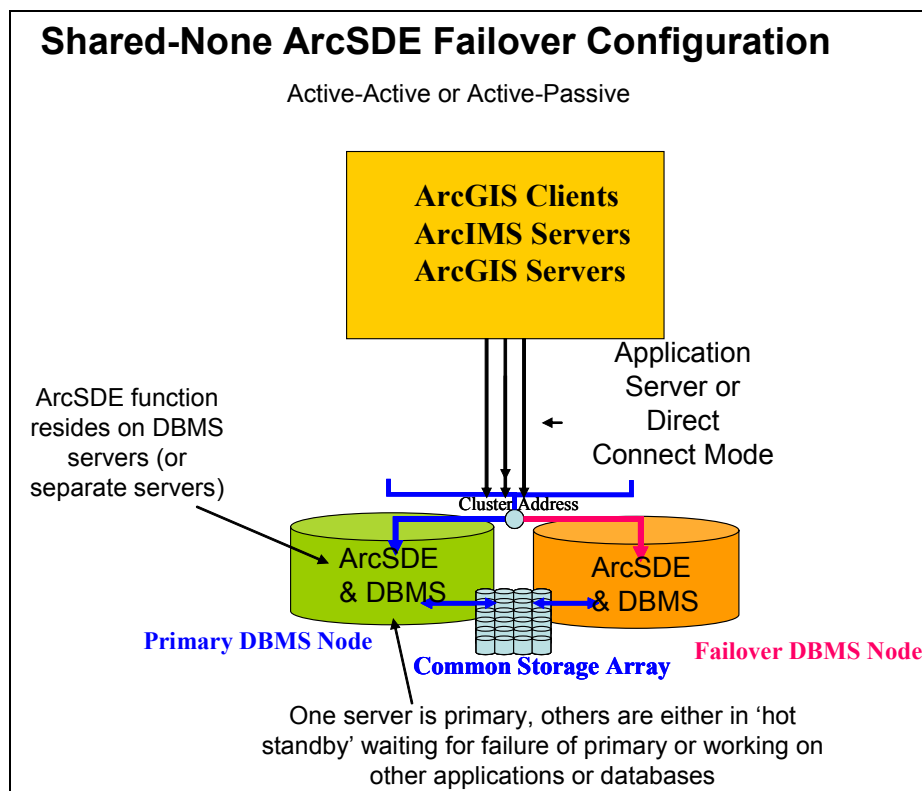 Shared-None ArcSDE Failover Configuration
Active-Active or Active-Passive
ArcGIS Clients
ArcIMS Servers
ArcGIS Servers
Application
Server or
Direct
Connect Mode
ArcSDE function
resides on DBMS
servers (or
separate servers)
Cluster Address
ArcSDE
& DBMS
ArcSDE
& DBMS
Primary DBMS Node
Common Storage Array
Failover DBMS Node
One server is primary, others are either in ‘hot
standby’ waiting for failure of primary or working on
other applications or databases